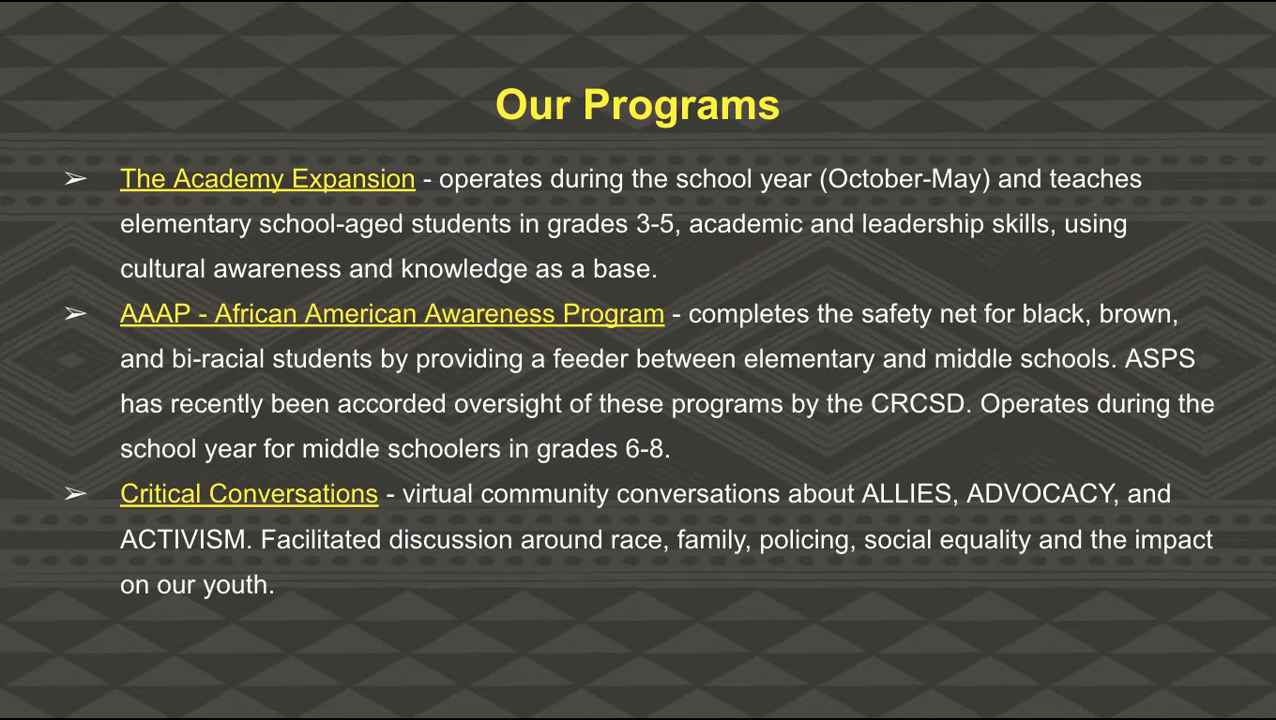 Our Programs
➢ The Academy Expansion - operates during the school year (October-May) and teaches
elementary school-aged students in grades 3-5, academic and leadership skills, using
cultural awareness and knowledge as a base.
➢ AAAP - African American Awareness Program - completes the safety net for black, brown,
and bi-racial students by providing a feeder between elementary and middle schools. ASPS
has recently been accorded oversight of these programs by the CRCSD. Operates during the
school year for middle schoolers in grades 6-8.
➢ Critical Conversations - virtual community conversations about ALLIES, ADVOCACY, and
ACTIVISM. Facilitated discussion around race, family, policing, social equality and the impact
on our youth.